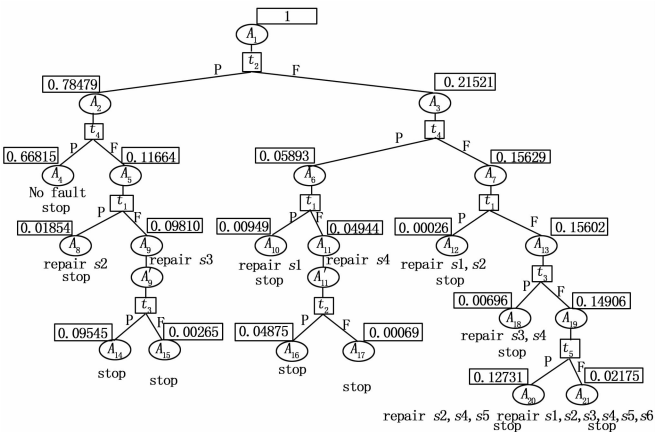 1
A1
t2
P F
0.78479 0.21521
A2 A3
t4 t4
P F P F
0.66815 0.11664 0.05893 0.15629
A4 A5 A6 A7
No fault
stop
t1 t1 t1
P F P F P F
0.01854 0.09810 0.00949 0.04944 0.00026 0.15602
A8 A9 A10 A11 A12 A13
repair s2 repair s3 repair s1 repair s4 repair s1, s2
stop stop stop
A'9 A'11 t3
P F
t3 t2
P F P F
0.00696 0.14906
A18 A19
0.09545 0.00265 0.04875 0.00069
repair s3, s4
stop
A14 A15 A16 A17
t5
P F
stop stop stop stop
0.12731 0.02175
A20 A21
repair s2, s4, s5 repair s1, s2, s3, s4, s5, s6
stop stop